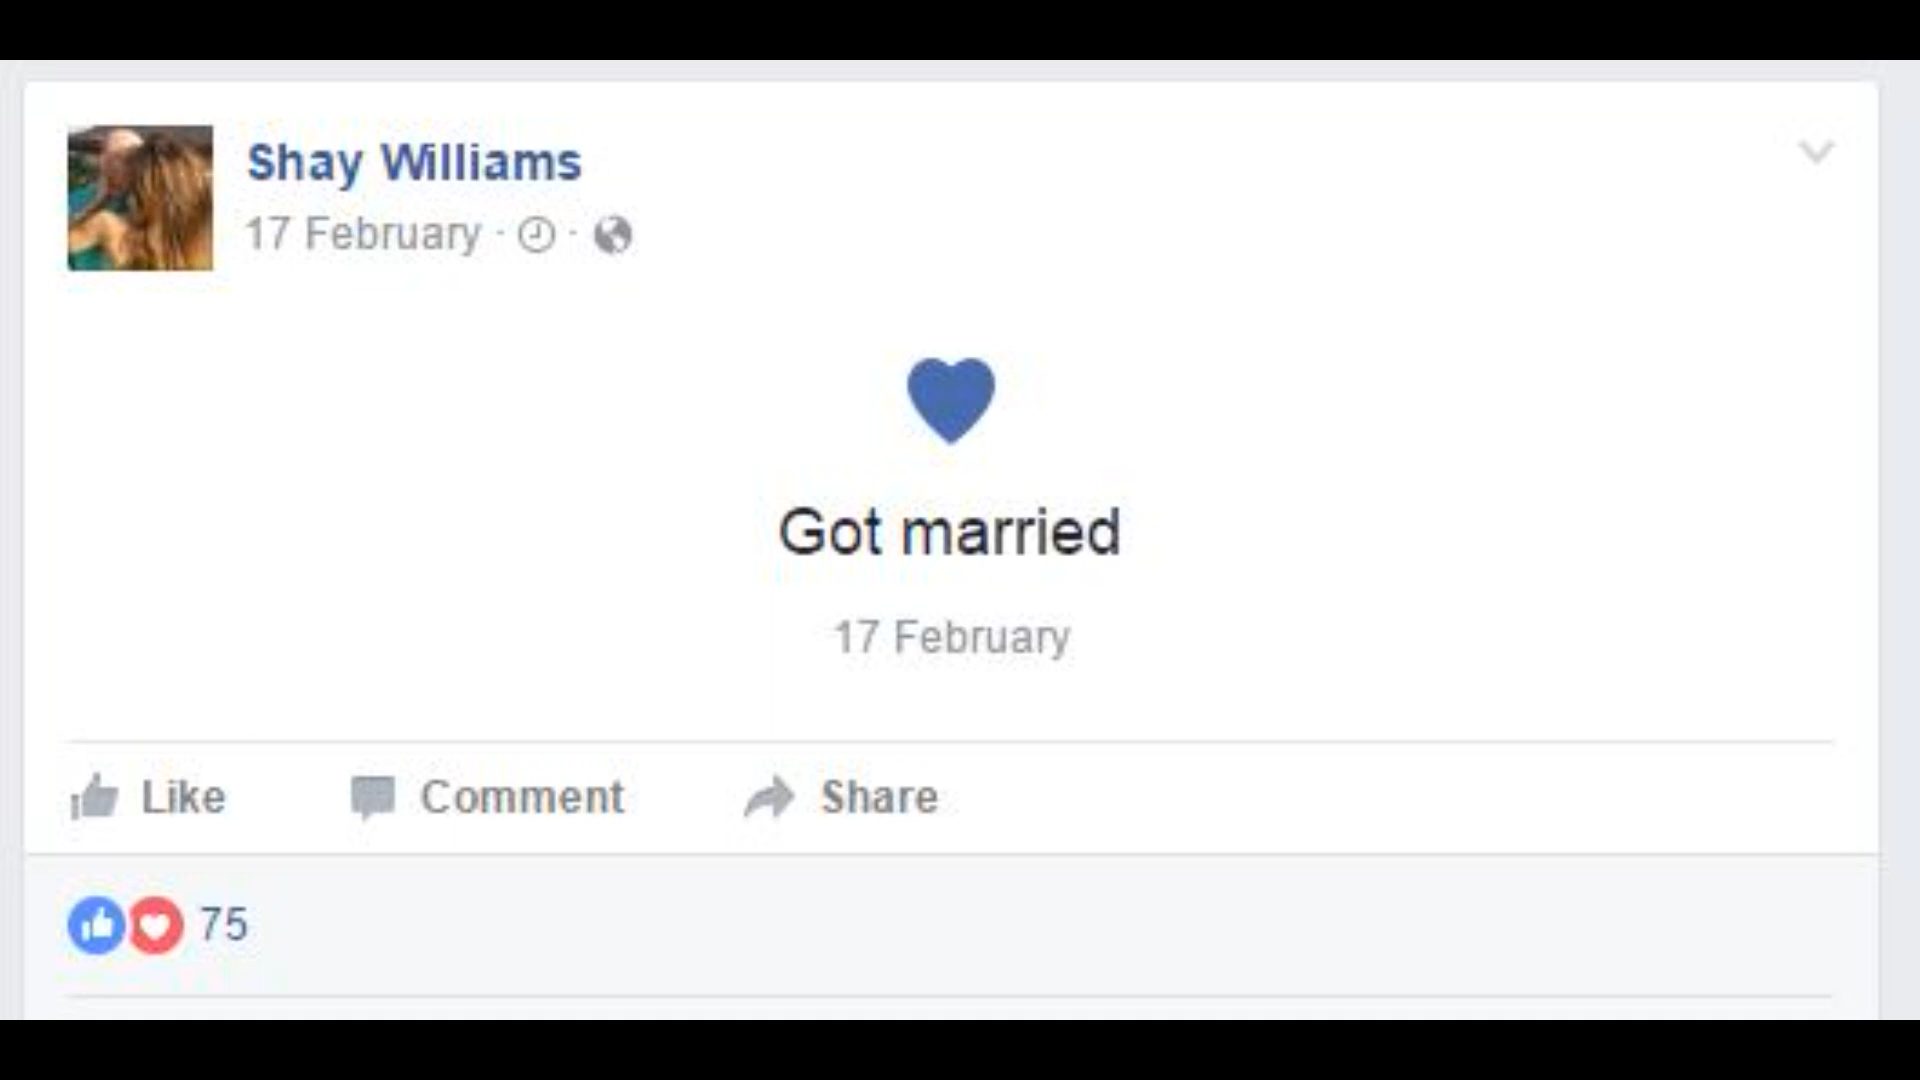 Shay Williams
17 February · ·
Got married
17 February
Like Comment Share
75